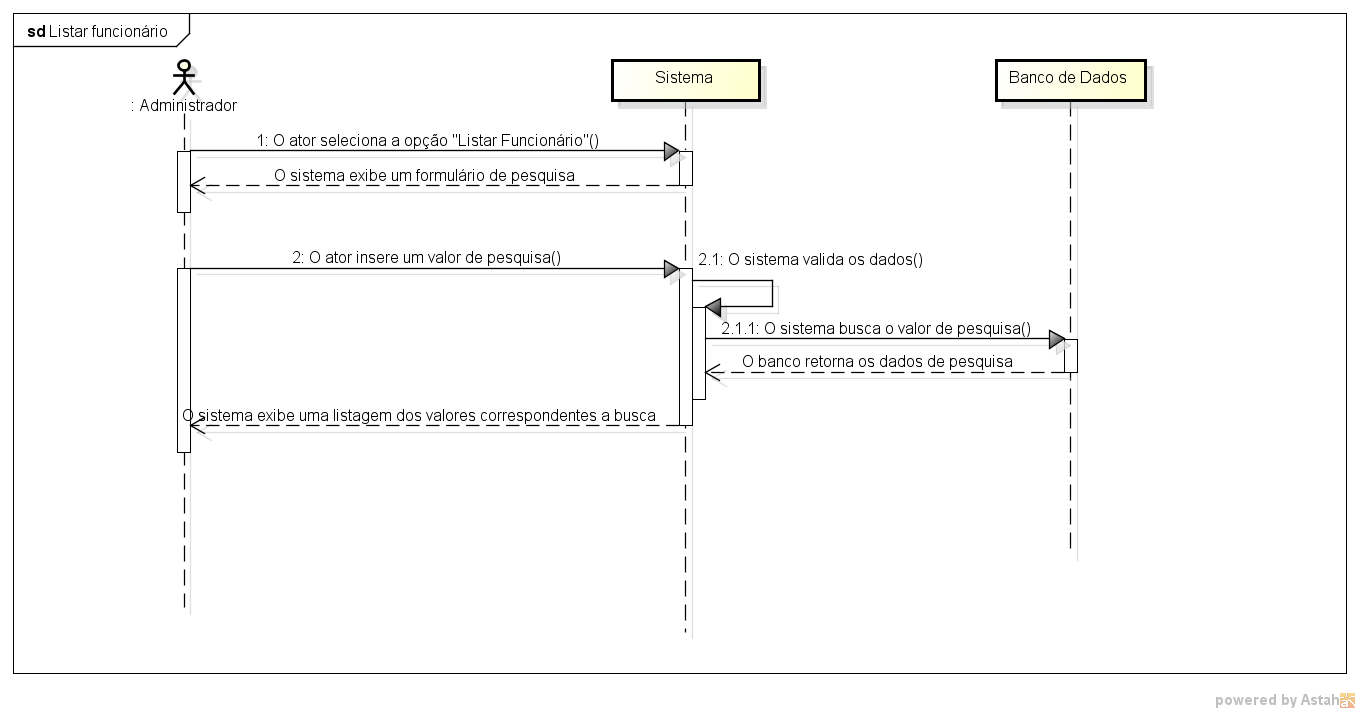 sd Listar funcionário
: Administrador
Sistema
Banco de Dados
1: O ator seleciona a opção "Listar Funcionário"()
O sistema exibe um formulário de pesquisa
2: O ator insere um valor de pesquisa()
2.1: O sistema valida os dados()
2.1.1: O sistema busca o valor de pesquisa()
O banco retorna os dados de pesquisa
O sistema exibe uma listagem dos valores correspondentes a busca
powered by Astah